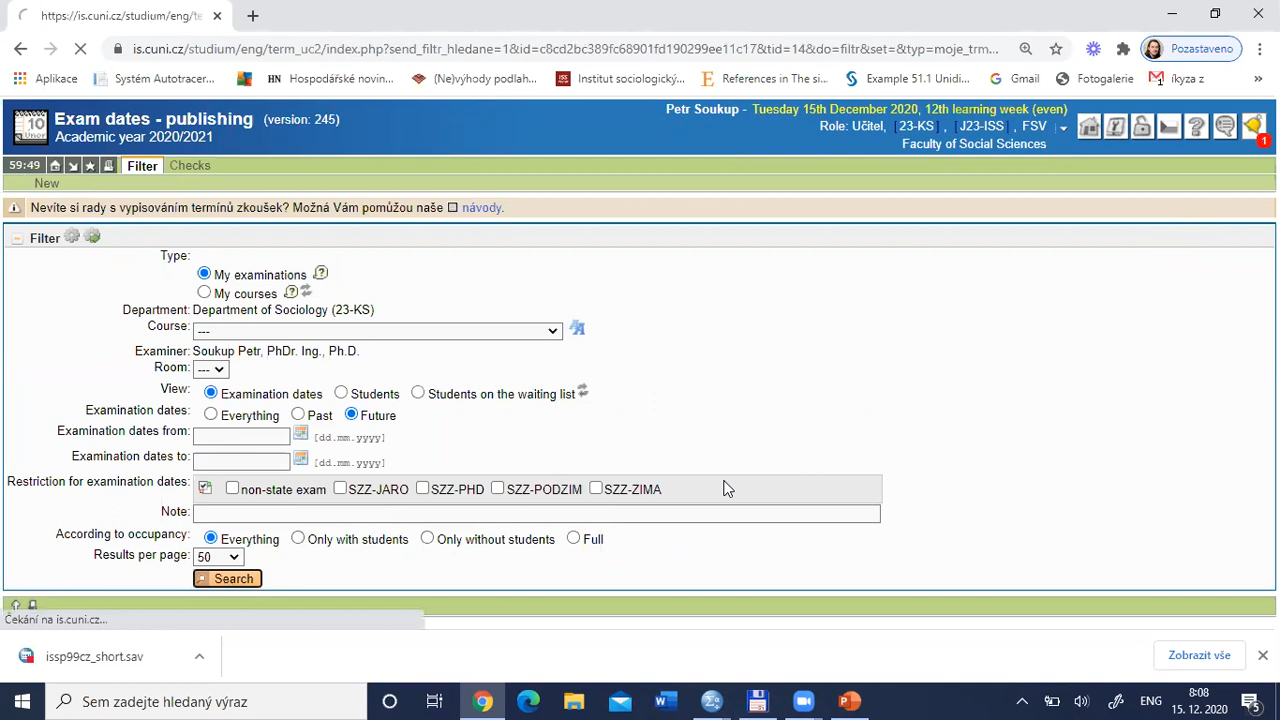 https://is.cuni.cz/studium/eng/te
is.cuni.cz/studium/eng/term_uc2/index.php?send_filtr_hledane=1&id=c8cd2bc389fc68901fd190299ee11c17&tid=14&do=filtr&set=&typ=moje_trm...
Pozastaveno
Aplikace
Systém Autotracer...
HN Hospodářské novin...
(Ne)výhody podlah...
Institut sociologický...
References in The si...
Example 51.1 Unidi...
Gmail
Fotogalerie
íkyza z
»
10
Únor
Exam dates - publishing (version: 245)
Academic year 2020/2021
Petr Soukup - Tuesday 15th December 2020, 12th learning week (even)
Role: Učitel, [23-KS] , [J23-ISS] , FSV
Faculty of Social Sciences
1
59:49
Filter
Checks
New
Nevíte si rady s vypisováním termínů zkoušek? Možná Vám pomůžou naše návody.
Filter
Type:
My examinations
My courses
Department: Department of Sociology (23-KS)
Course: ---
Examiner: Soukup Petr, PhDr. Ing., Ph.D.
Room: ---
View: Examination dates Students Students on the waiting list
Examination dates: Everything Past Future
Examination dates from: [dd.mm.yyyy]
Examination dates to: [dd.mm.yyyy]
Restriction for examination dates: non-state exam SZZ-JARO SZZ-PHD SZZ-PODZIM SZZ-ZIMA
Note:
According to occupancy: Everything Only with students Only without students Full
Results per page: 50
Search
Čekání na is.cuni.cz...
issp99cz_short.sav
Zobrazit vše
Sem zadejte hledaný výraz
ENG
8:08
15. 12. 2020
5